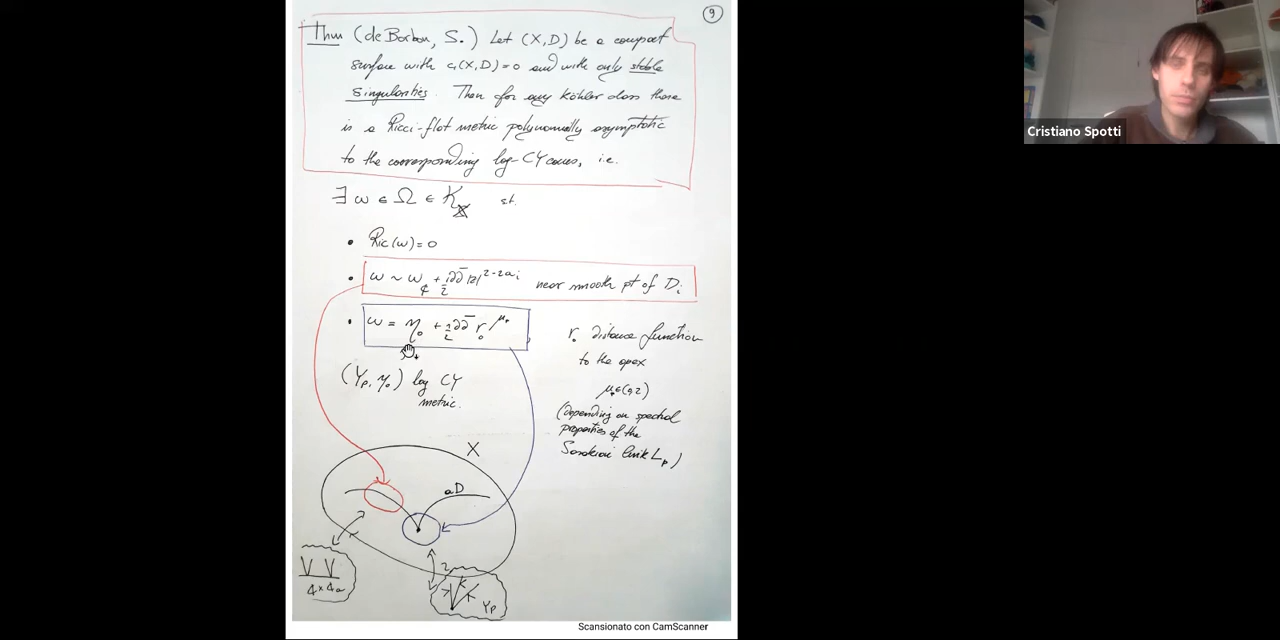 9
Thm (de Borbon, S.) Let (X,D) be a compact
surface with c₁(X,D)=0 and with only stable
singularities. Then for any Kähler class there
is a Ricci-flat metric polynomially asymptotic
to the corresponding log-CY cones, i.e.
∃ ω ∈ Ω ∈ K_X st.
• Ric(ω)=0
• ω ~ ω_ℂ + i/2 ∂∂̄ |z|^{2-2a_i} near smooth pt of D_i
• ω = η₀ + i/2 ∂∂̄ r₀^{μ₀}
r₀ distance function
to the apex
μ₀ ∈ (0,2)
(depending on spectral
properties of the
Sasakian link L_p)
(Y_p, η₀) log CY
metric.
X
aD
Y_p
Cristiano Spotti
Scansionato con CamScanner